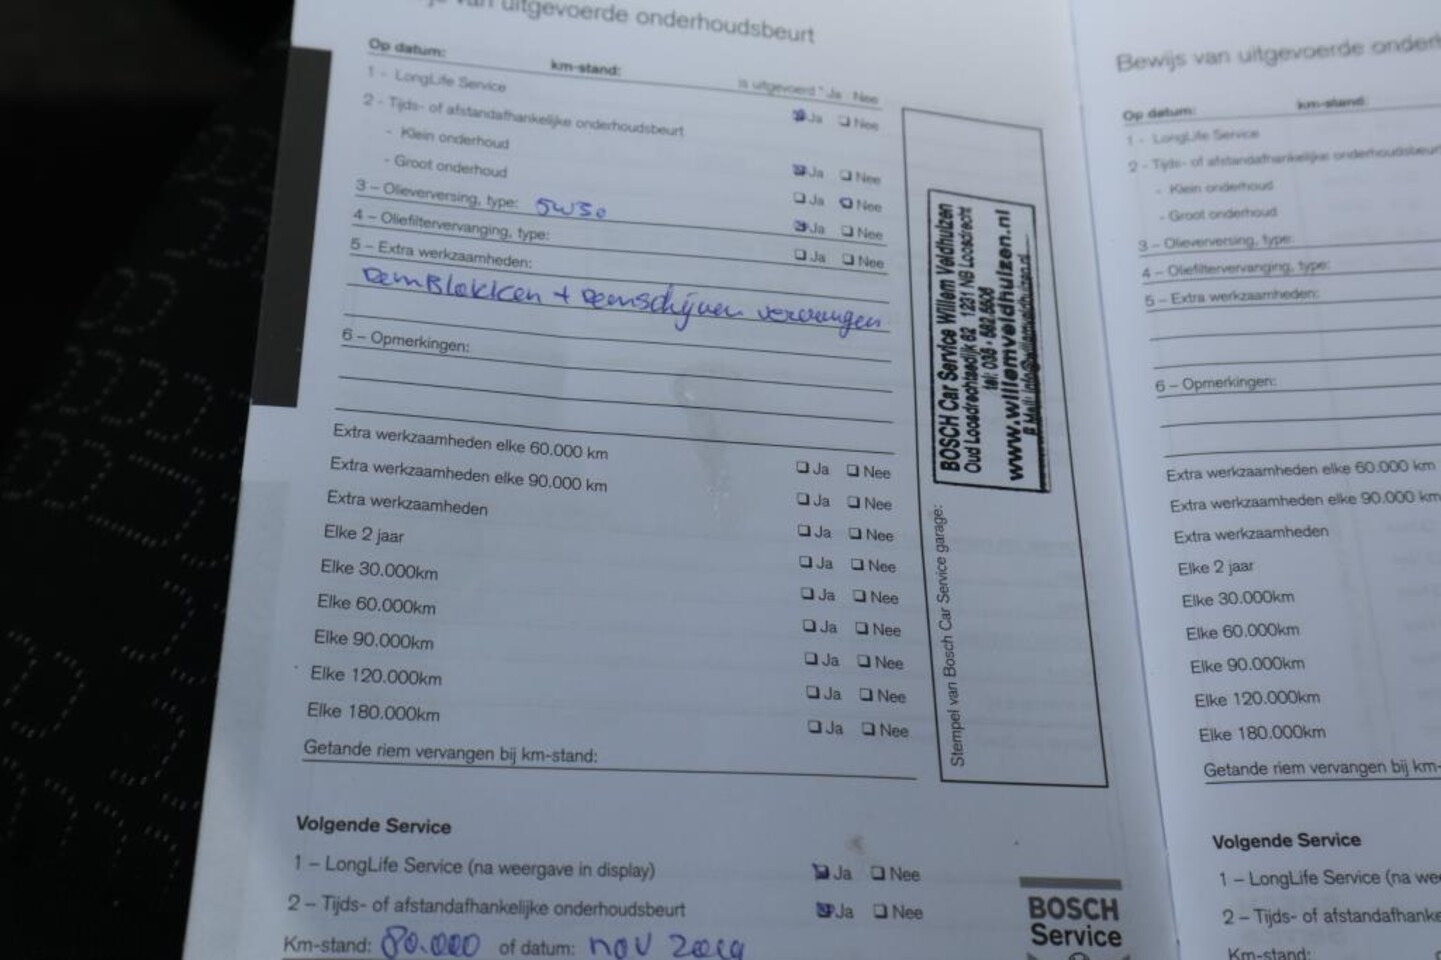 van uitgevoerde onderhoudsbeurt
Op datum: km-stand: is uitgevoerd * Ja Nee
1 - LongLife Service Ja Nee
2 - Tijds- of afstandafhankelijke onderhoudsbeurt
- Klein onderhoud Ja Nee
- Groot onderhoud Ja Nee
3 – Olieverversing, type: 5W30 Ja Nee
4 – Oliefiltervervanging, type: Ja Nee
5 – Extra werkzaamheden:
RemBlokken + Remschijven vervangen
6 – Opmerkingen:
Extra werkzaamheden elke 60.000 km Ja Nee
Extra werkzaamheden elke 90.000 km Ja Nee
Extra werkzaamheden Ja Nee
Elke 2 jaar Ja Nee
Elke 30.000km Ja Nee
Elke 60.000km Ja Nee
Elke 90.000km Ja Nee
Elke 120.000km Ja Nee
Elke 180.000km Ja Nee
Getande riem vervangen bij km-stand:
Stempel van Bosch Car Service garage:
BOSCH Car Service Willem Veldhuizen
Oud Loosdrechtsedijk 62 1231 NB Loosdrecht
tel: 035 - 582.5606
www.willemveldhuizen.nl
E Mail: info@willemveldhuizen.nl
Volgende Service
1 – LongLife Service (na weergave in display) Ja Nee
2 – Tijds- of afstandafhankelijke onderhoudsbeurt Ja Nee
Km-stand: 80.000 of datum: nov 2019
BOSCH
Service
Bewijs van uitgevoerde
Op datum: km-stand:
1 - LongLife Service
2 - Tijds- of afstandafhankelijke
- Klein onderhoud
- Groot onderhoud
3 – Olieverversing, type:
4 – Oliefiltervervanging, type:
5 – Extra werkzaamheden:
6 – Opmerkingen:
Extra werkzaamheden elke 60.000 km
Extra werkzaamheden elke 90.000 km
Extra werkzaamheden
Elke 2 jaar
Elke 30.000km
Elke 60.000km
Elke 90.000km
Elke 120.000km
Elke 180.000km
Getande riem vervangen bij km-
Volgende Service
1 – LongLife Service (na
2 – Tijds- of
Km-stand: